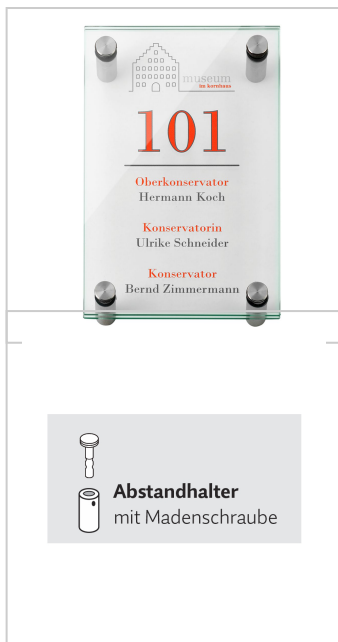 museum
im kornhaus
101
Oberkonservator
Hermann Koch
Konservatorin
Ulrike Schneider
Konservator
Bernd Zimmermann
Abstandhalter
mit Madenschraube